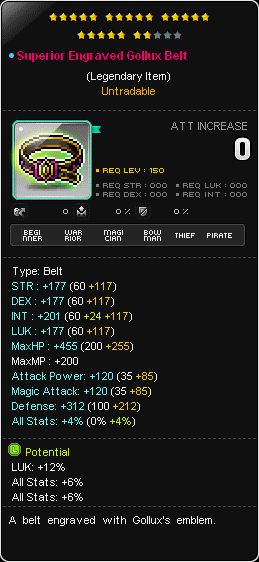 Superior Engraved Gollux Belt
(Legendary Item)
Untradable
ATT INCREASE
0
REQ LEV : 150
REQ STR : 000 REQ LUK : 000
REQ DEX : 000 REQ INT : 000
0 0 % 0 %
BEGINNER WARRIOR MAGICIAN BOWMAN THIEF PIRATE
Type: Belt
STR : +177 (60 +117)
DEX : +177 (60 +117)
INT : +201 (60 +24 +117)
LUK : +177 (60 +117)
MaxHP : +455 (200 +255)
MaxMP : +200
Attack Power: +120 (35 +85)
Magic Attack: +120 (35 +85)
Defense: +312 (100 +212)
All Stats: +4% (0% +4%)
L Potential
LUK: +12%
All Stats: +6%
All Stats: +6%
A belt engraved with Gollux's emblem.